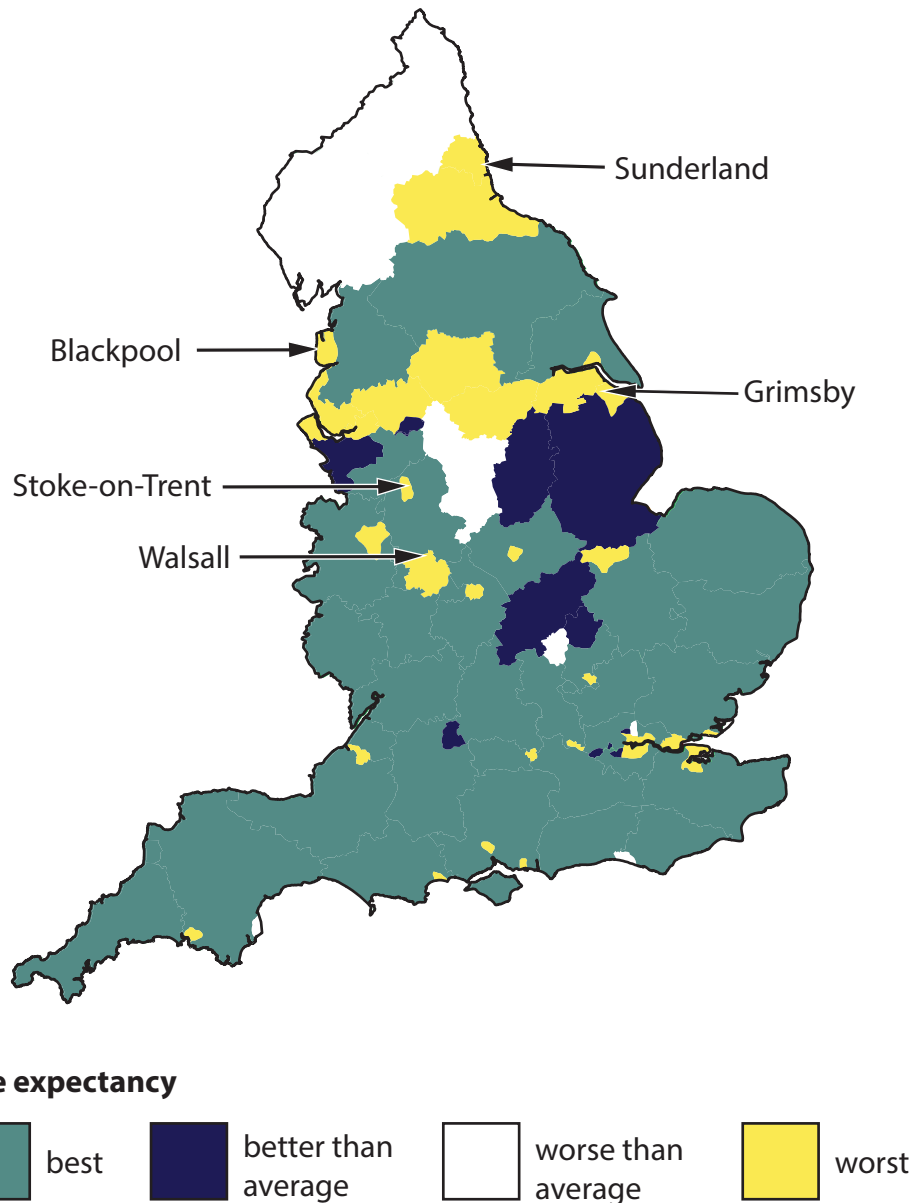 Sunderland
Blackpool
Grimsby
Stoke-on-Trent
Walsall
e expectancy
best
better than
average
worse than
average
worst